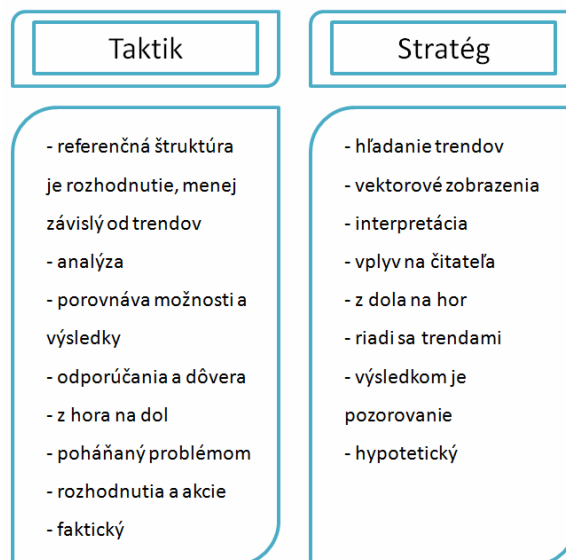 Taktik
- referenčná štruktúra
je rozhodnutie, menej
závislý od trendov
- analýza
- porovnáva možnosti a
výsledky
- odporúčania a dôvera
- z hora na dol
- poháňaný problémom
- rozhodnutia a akcie
- faktický
Stratég
- hľadanie trendov
- vektorové zobrazenia
- interpretácia
- vplyv na čitateľa
- z dola na hor
- riadi sa trendami
- výsledkom je
pozorovanie
- hypotetický